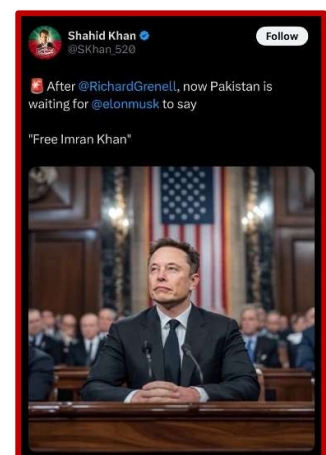 Shahid Khan
@SKhan_520
Follow
🚨 After @RichardGrenell, now Pakistan is
waiting for @elonmusk to say
"Free Imran Khan"